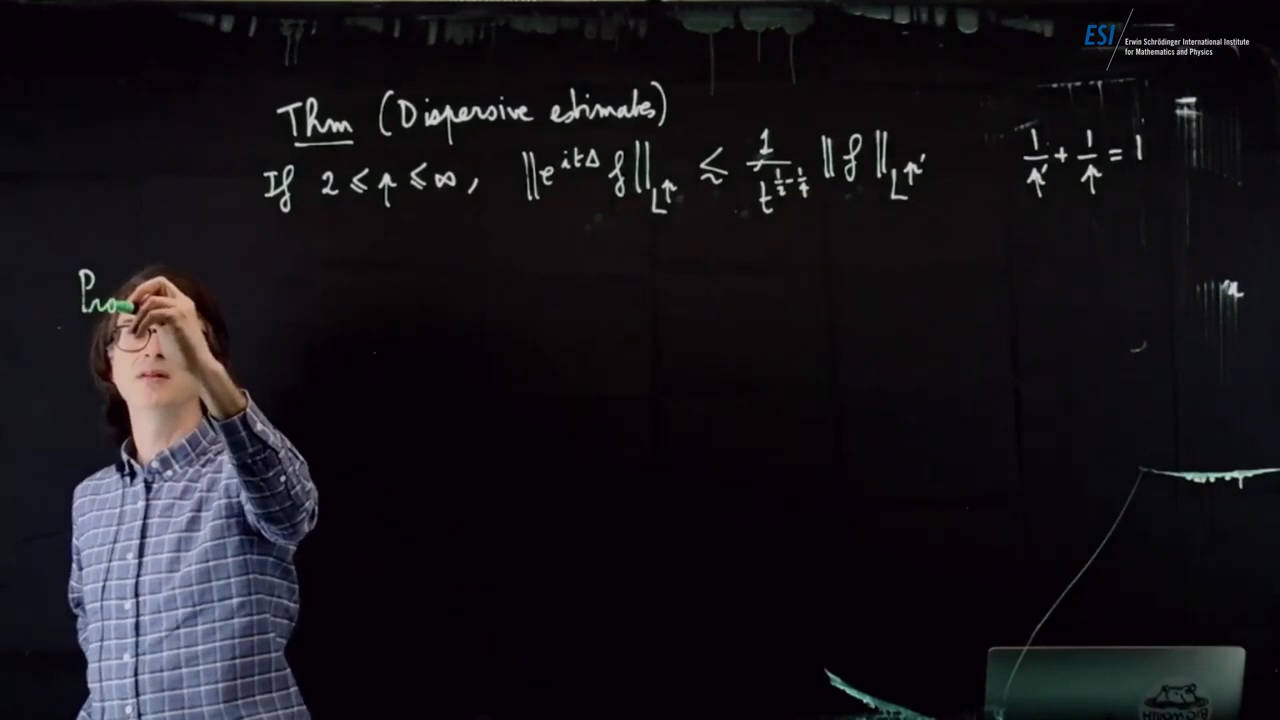 ESI Erwin Schrödinger International Institute
for Mathematics and Physics
Thm (Dispersive estimates)
If 2 ≤ p ≤ ∞, ‖e^{itΔ} f‖_{L^p} ≲ 1/t^{1/2 - 1/p} ‖f‖_{L^{p'}} 1/p' + 1/p = 1
Pro